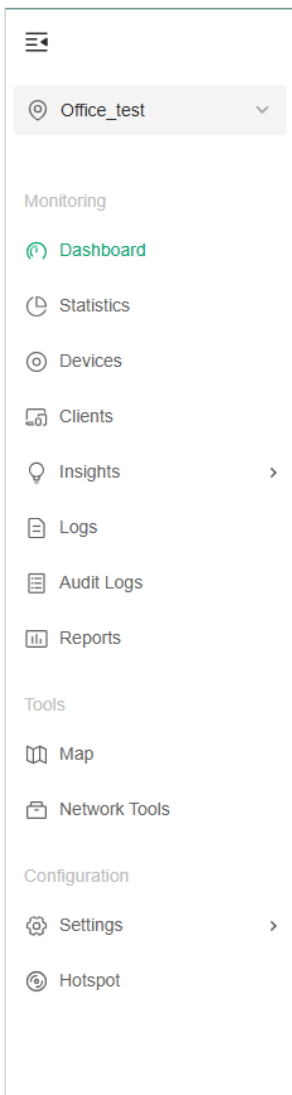 Office_test
Monitoring
Dashboard
Statistics
Devices
Clients
Insights
Logs
Audit Logs
Reports
Tools
Map
Network Tools
Configuration
Settings
Hotspot